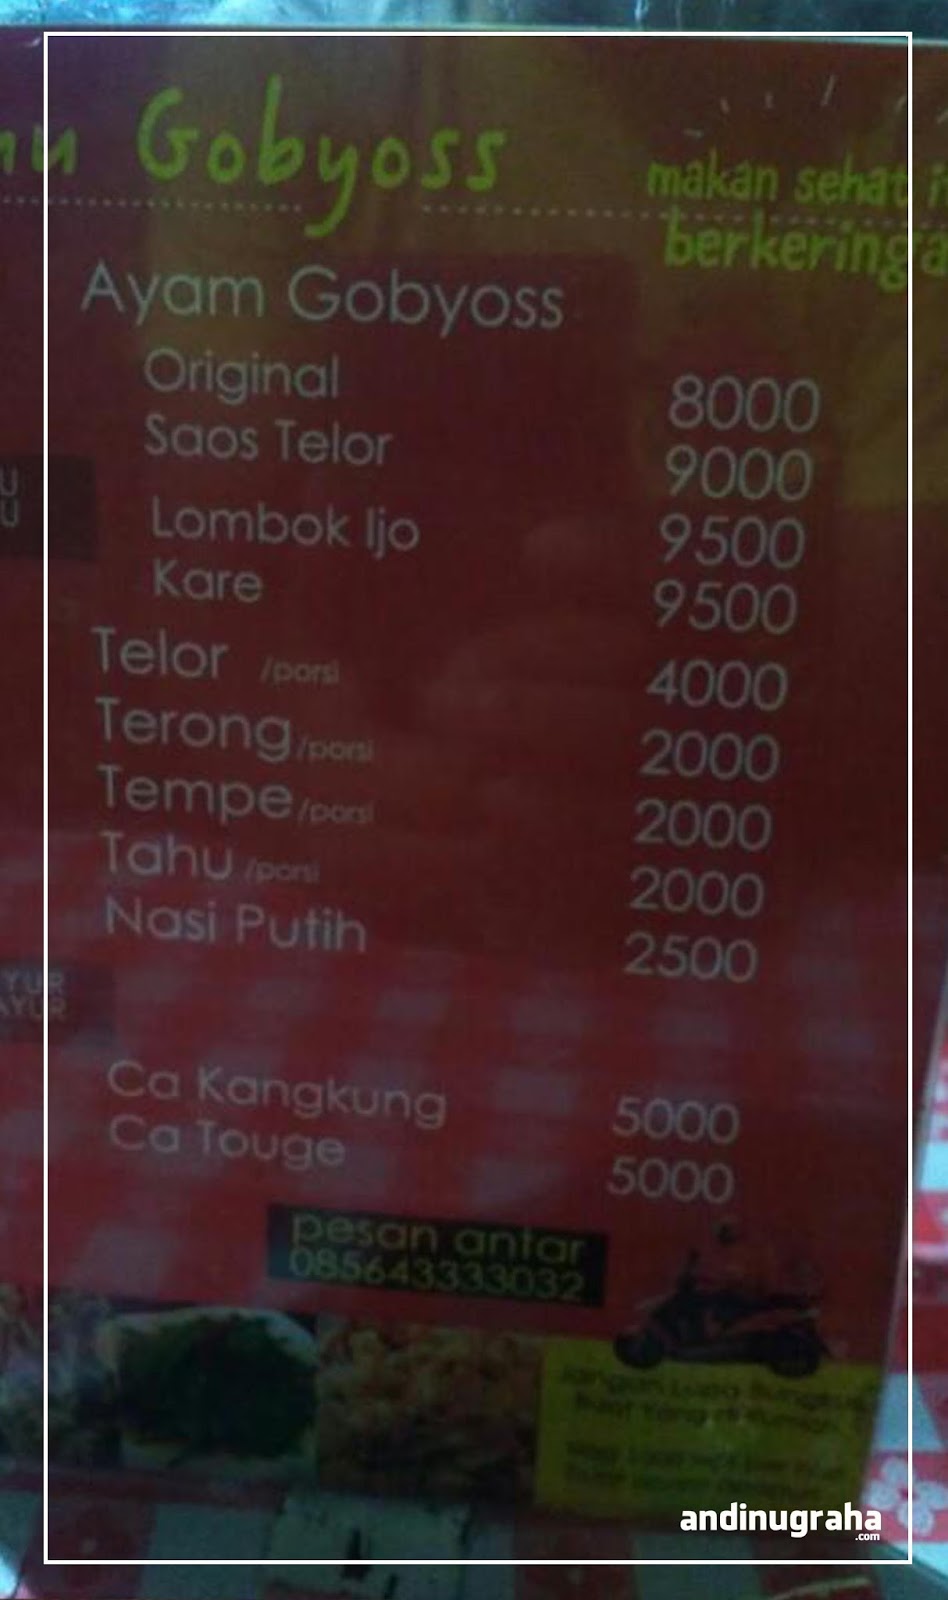 Gobyoss
makan sehat
Ayam Gobyoss
Original 8000
Saos Telor 9000
Lombok Ijo 9500
Kare 9500
Telor /porsi 4000
Terong /porsi 2000
Tempe /porsi 2000
Tahu /porsi 2000
Nasi Putih 2500
Ca Kangkung 5000
Ca Touge 5000
pesan antar
085643333032
andinugraha
.com